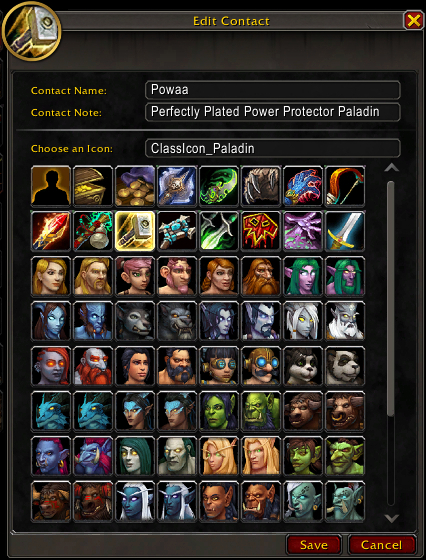 Edit Contact
Contact Name: Powaa
Contact Note: Perfectly Plated Power Protector Paladin
Choose an Icon: ClassIcon_Paladin
Save Cancel